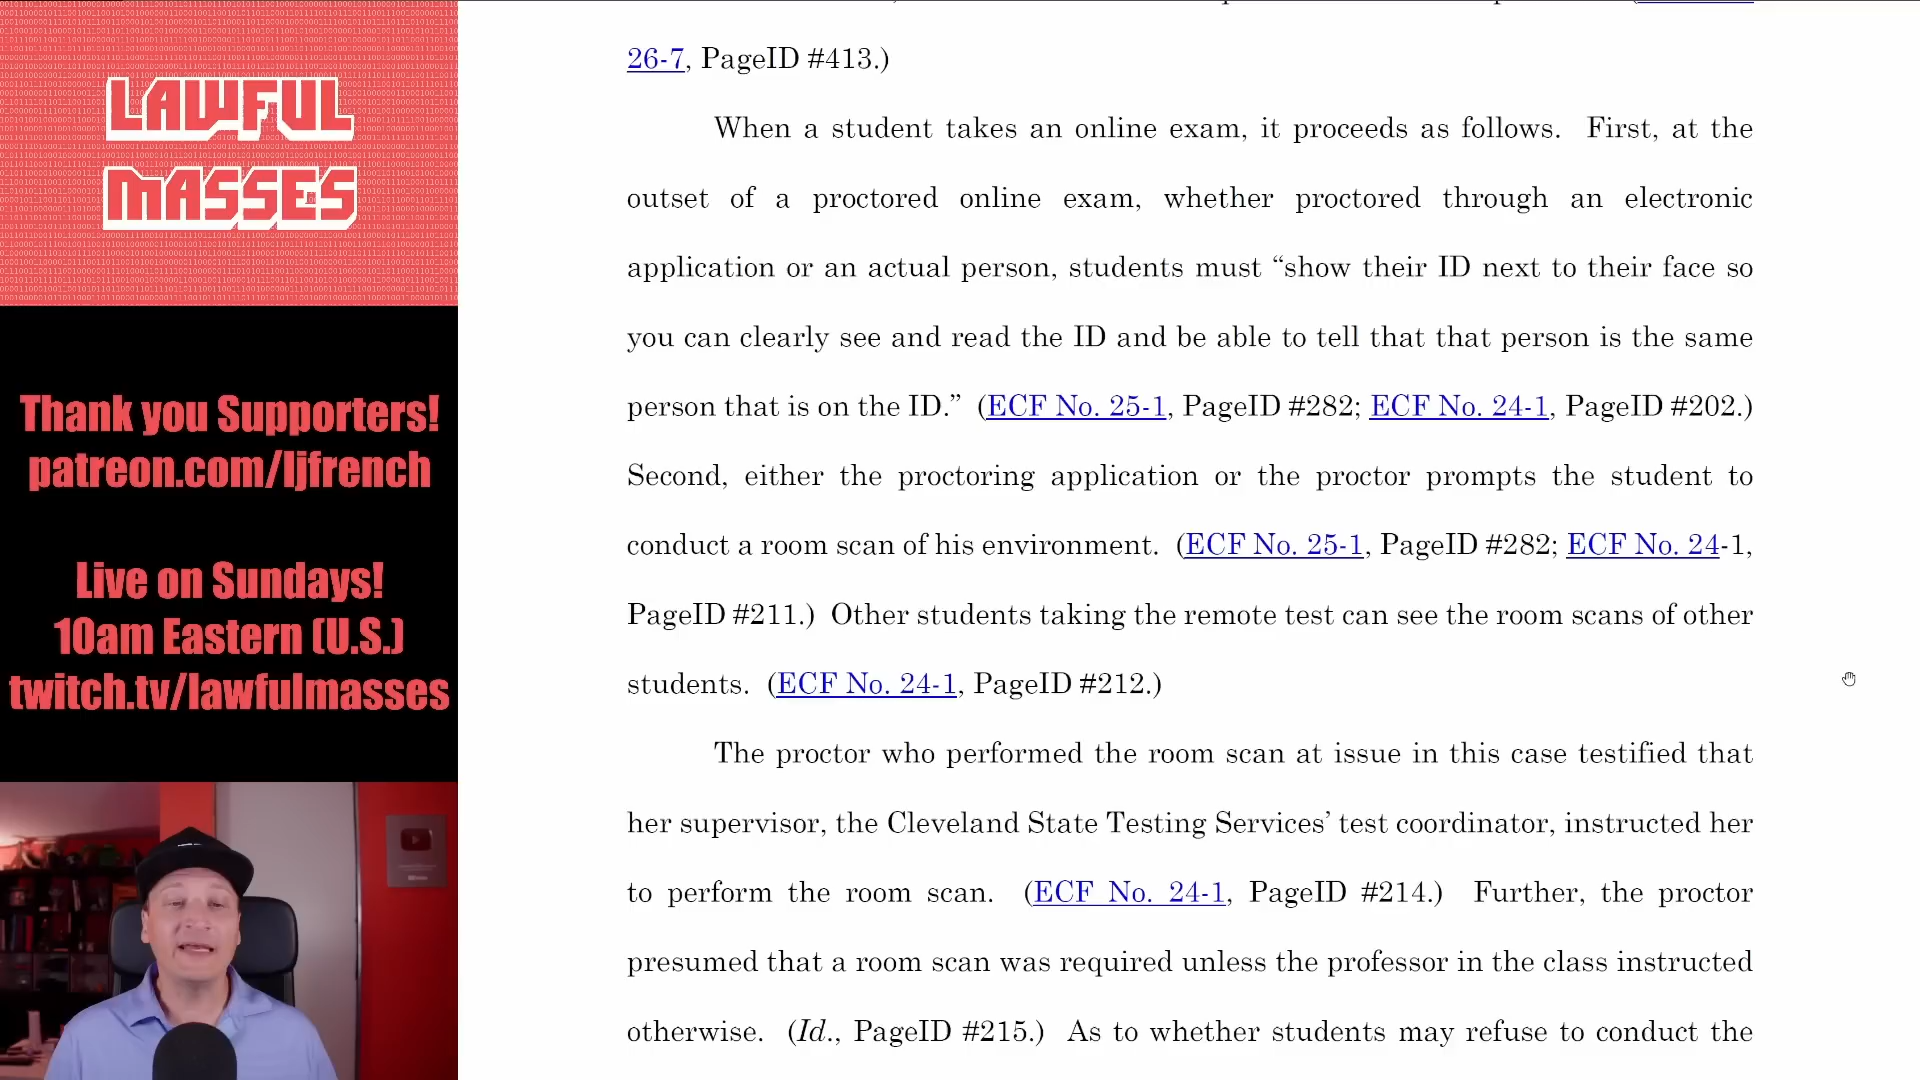 LAWFUL
MASSES
Thank you Supporters!
patreon.com/ljfrench
Live on Sundays!
10am Eastern (U.S.)
twitch.tv/lawfulmasses
26-7, PageID #413.)
When a student takes an online exam, it proceeds as follows. First, at the
outset of a proctored online exam, whether proctored through an electronic
application or an actual person, students must “show their ID next to their face so
you can clearly see and read the ID and be able to tell that that person is the same
person that is on the ID.” (ECF No. 25-1, PageID #282; ECF No. 24-1, PageID #202.)
Second, either the proctoring application or the proctor prompts the student to
conduct a room scan of his environment. (ECF No. 25-1, PageID #282; ECF No. 24-1,
PageID #211.) Other students taking the remote test can see the room scans of other
students. (ECF No. 24-1, PageID #212.)
The proctor who performed the room scan at issue in this case testified that
her supervisor, the Cleveland State Testing Services’ test coordinator, instructed her
to perform the room scan. (ECF No. 24-1, PageID #214.) Further, the proctor
presumed that a room scan was required unless the professor in the class instructed
otherwise. (Id., PageID #215.) As to whether students may refuse to conduct the